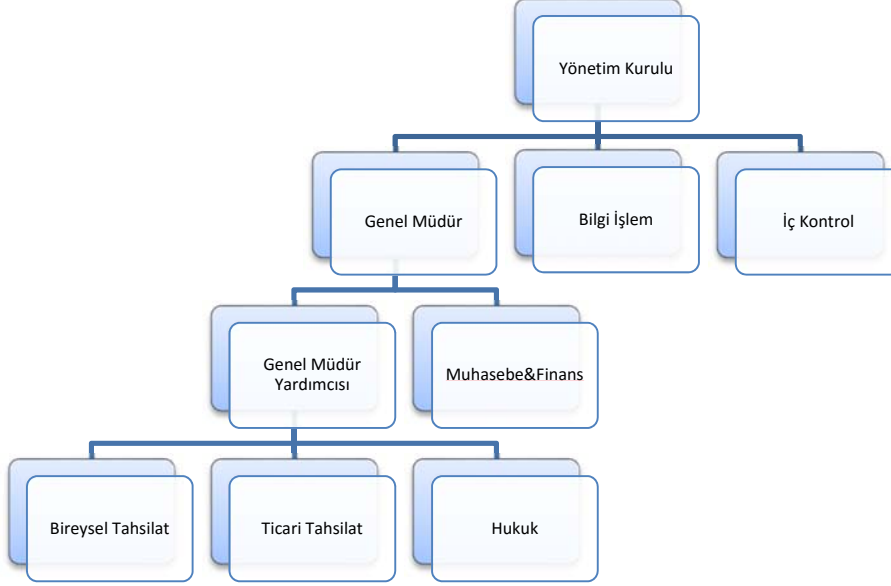 Yönetim Kurulu
Genel Müdür
Bilgi İşlem
İç Kontrol
Genel Müdür
Yardımcısı
Muhasebe&Finans
Bireysel Tahsilat
Ticari Tahsilat
Hukuk